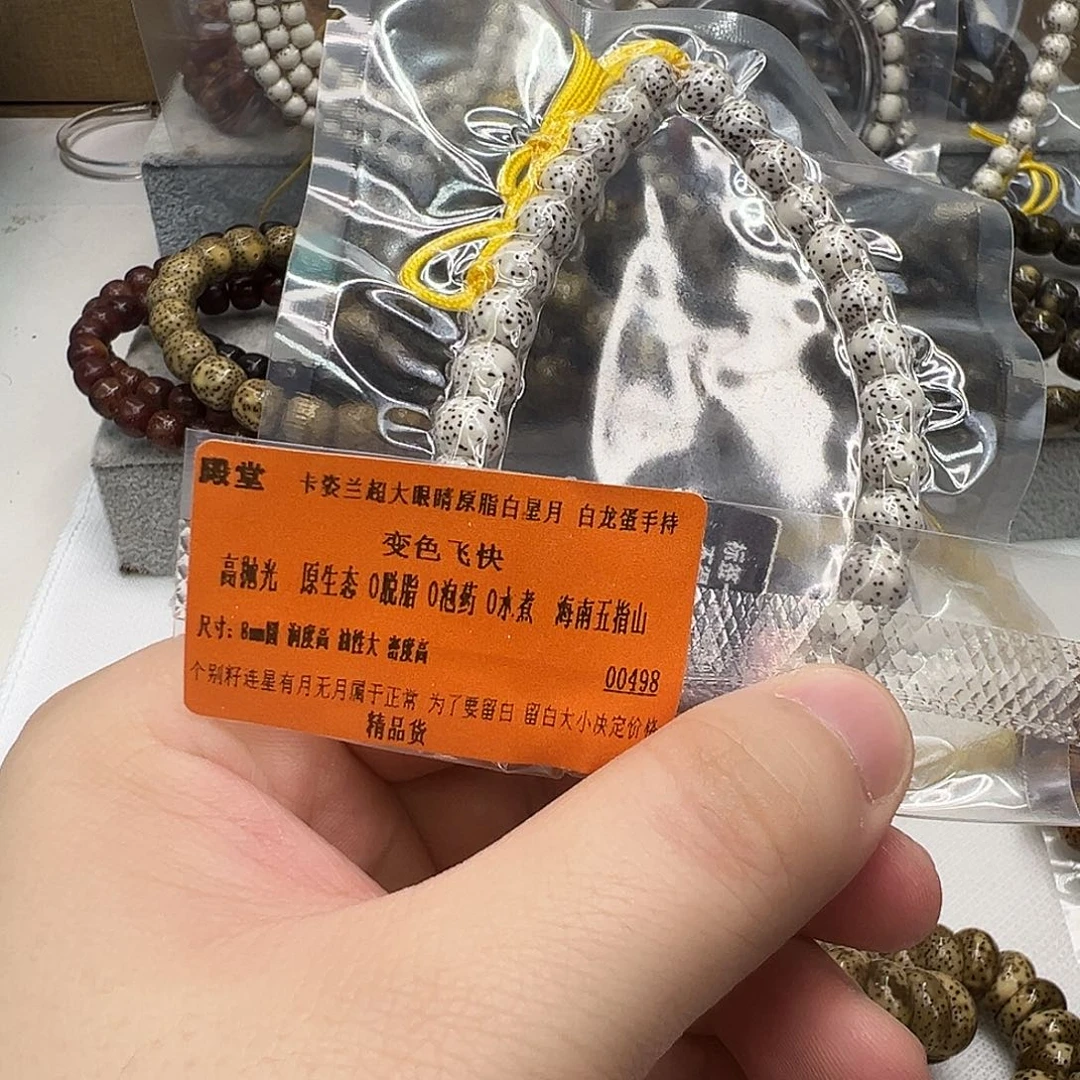 殿堂 卡姿兰超大眼睛原脂白星月 白龙蛋手持
变色飞快
高抛光 原生态 0脱脂 0泡药 0水煮 海南五指山
尺寸：8mm圆 润度高 油性大 密度高
00498
个别籽连星有月无月属于正常 为了要留白 留白大小决定价格
精品货